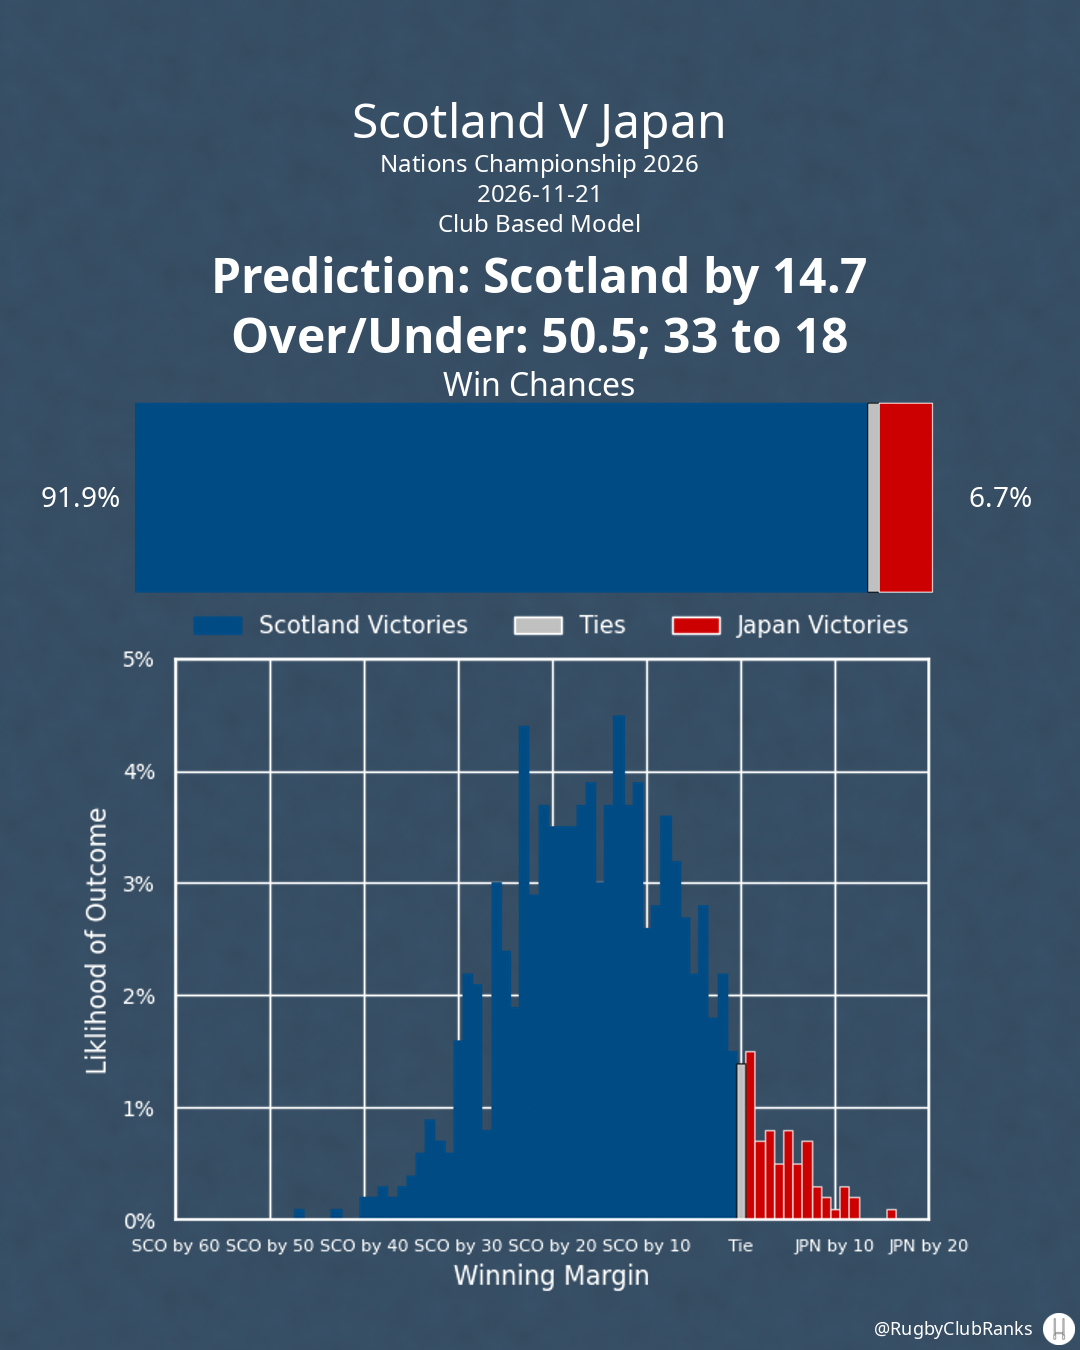 Scotland V Japan
Nations Championship 2026
2026-11-21
Club Based Model
Prediction: Scotland by 14.7
Over/Under: 50.5; 33 to 18
Win Chances
91.9%
6.7%
Scotland Victories
Ties
Japan Victories
5%
4%
3%
2%
1%
0%
Liklihood of Outcome
SCO by 60 SCO by 50 SCO by 40 SCO by 30 SCO by 20 SCO by 10 Tie JPN by 10 JPN by 20
Winning Margin
@RugbyClubRanks